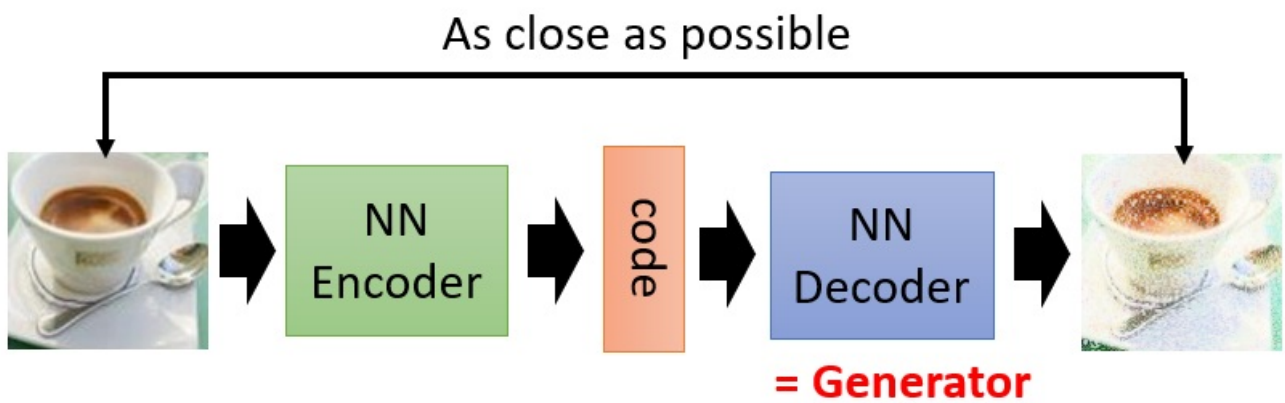 As close as possible
NN
Encoder
code
NN
Decoder
= Generator